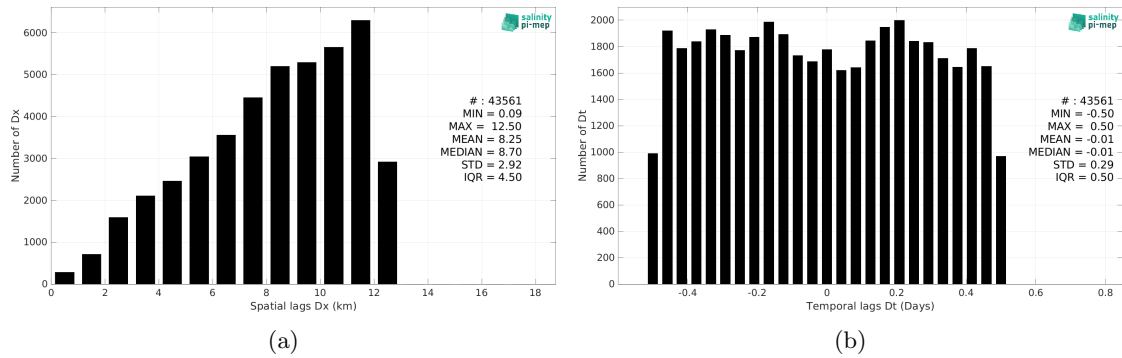 salinity
pi-mep
6000
5000
4000
3000
2000
1000
0
Number of Dx
# : 43561
MIN = 0.09
MAX = 12.50
MEAN = 8.25
MEDIAN = 8.70
STD = 2.92
IQR = 4.50
0 2 4 6 8 10 12 14 16 18
Spatial lags Dx (km)
(a)
salinity
pi-mep
2000
1800
1600
1400
1200
1000
800
600
400
200
0
Number of Dt
# : 43561
MIN = -0.50
MAX = 0.50
MEAN = -0.01
MEDIAN = -0.01
STD = 0.29
IQR = 0.50
-0.4 -0.2 0 0.2 0.4 0.6 0.8
Temporal lags Dt (Days)
(b)